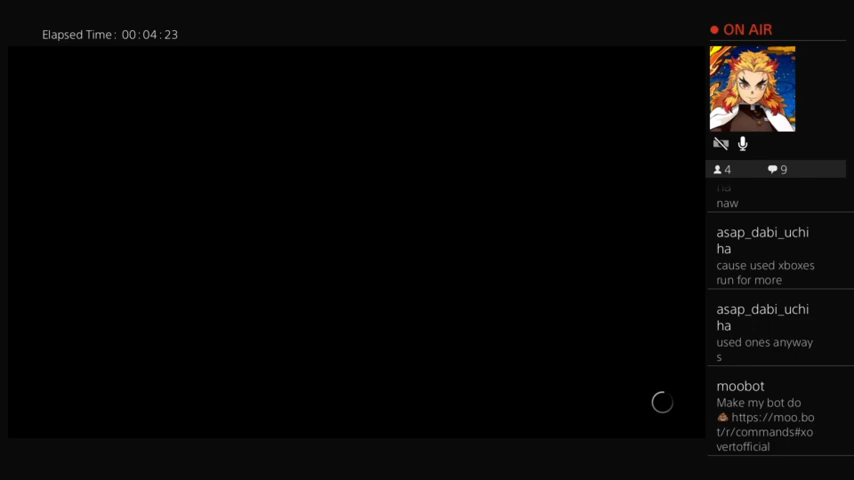 Elapsed Time: 00:04:23
ON AIR
4 9
ha
naw
asap_dabi_uchi
ha
cause used xboxes
run for more
asap_dabi_uchi
ha
used ones anyway
s
moobot
Make my bot do
💩 https://moo.bo
t/r/commands#xo
vertofficial